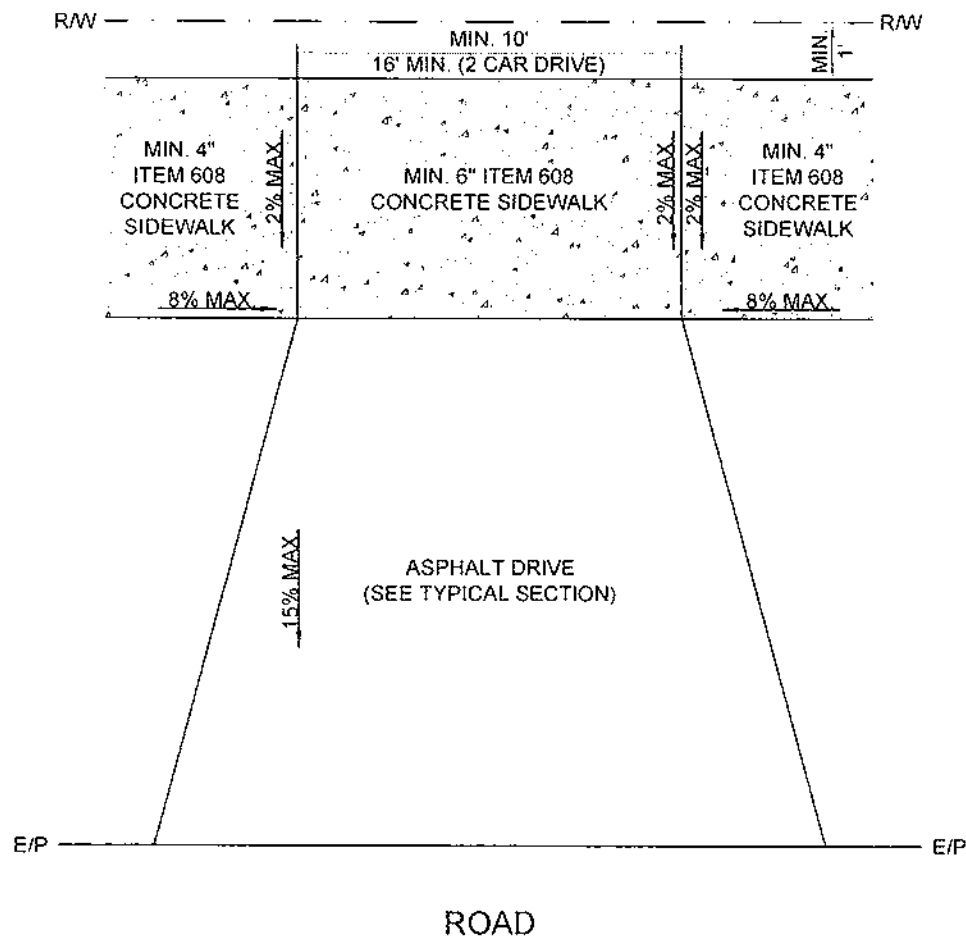 R/W
R/W
MIN. 10'
16' MIN. (2 CAR DRIVE)
MIN.
1'
MIN. 4"
ITEM 608
CONCRETE
SIDEWALK
2% MAX.
MIN. 6" ITEM 608
CONCRETE SIDEWALK
2% MAX.
2% MAX.
MIN. 4"
ITEM 608
CONCRETE
SIDEWALK
8% MAX.
8% MAX.
15% MAX.
ASPHALT DRIVE
(SEE TYPICAL SECTION)
E/P
E/P
ROAD